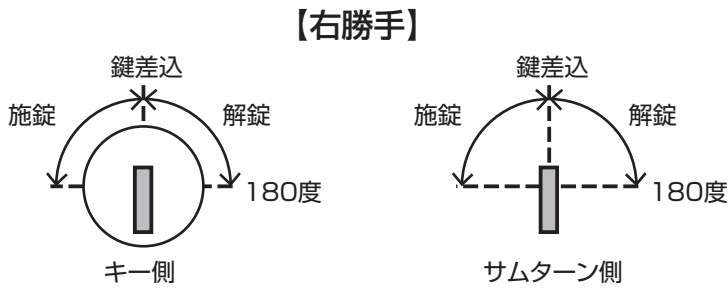 【右勝手】
鍵差込
施錠
解錠
180度
キー側
鍵差込
施錠
解錠
180度
サムターン側